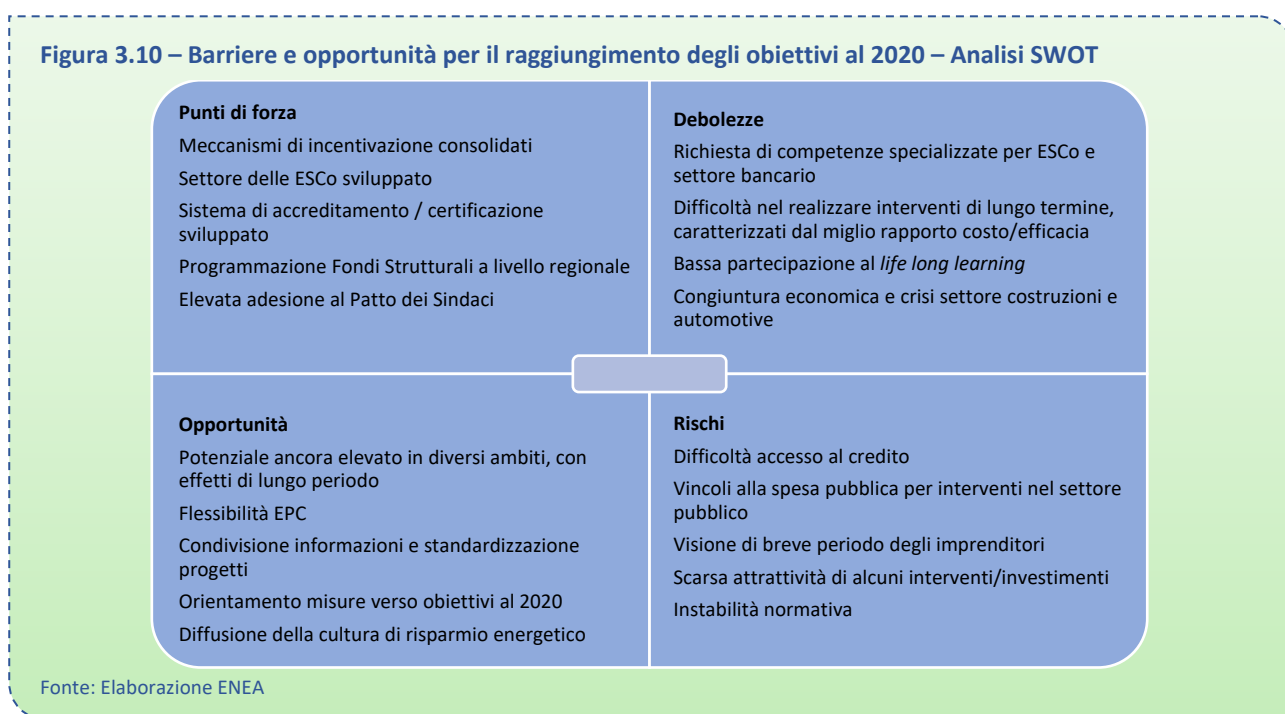 Figura 3.10 – Barriere e opportunità per il raggiungimento degli obiettivi al 2020 – Analisi SWOT
Punti di forza
Meccanismi di incentivazione consolidati
Settore delle ESCo sviluppato
Sistema di accreditamento / certificazione
sviluppato
Programmazione Fondi Strutturali a livello regionale
Elevata adesione al Patto dei Sindaci
Debolezze
Richiesta di competenze specializzate per ESCo e
settore bancario
Difficoltà nel realizzare interventi di lungo termine,
caratterizzati dal miglio rapporto costo/efficacia
Bassa partecipazione al life long learning
Congiuntura economica e crisi settore costruzioni e
automotive
Opportunità
Potenziale ancora elevato in diversi ambiti, con
effetti di lungo periodo
Flessibilità EPC
Condivisione informazioni e standardizzazione
progetti
Orientamento misure verso obiettivi al 2020
Diffusione della cultura di risparmio energetico
Rischi
Difficoltà accesso al credito
Vincoli alla spesa pubblica per interventi nel settore
pubblico
Visione di breve periodo degli imprenditori
Scarsa attrattività di alcuni interventi/investimenti
Instabilità normativa
Fonte: Elaborazione ENEA